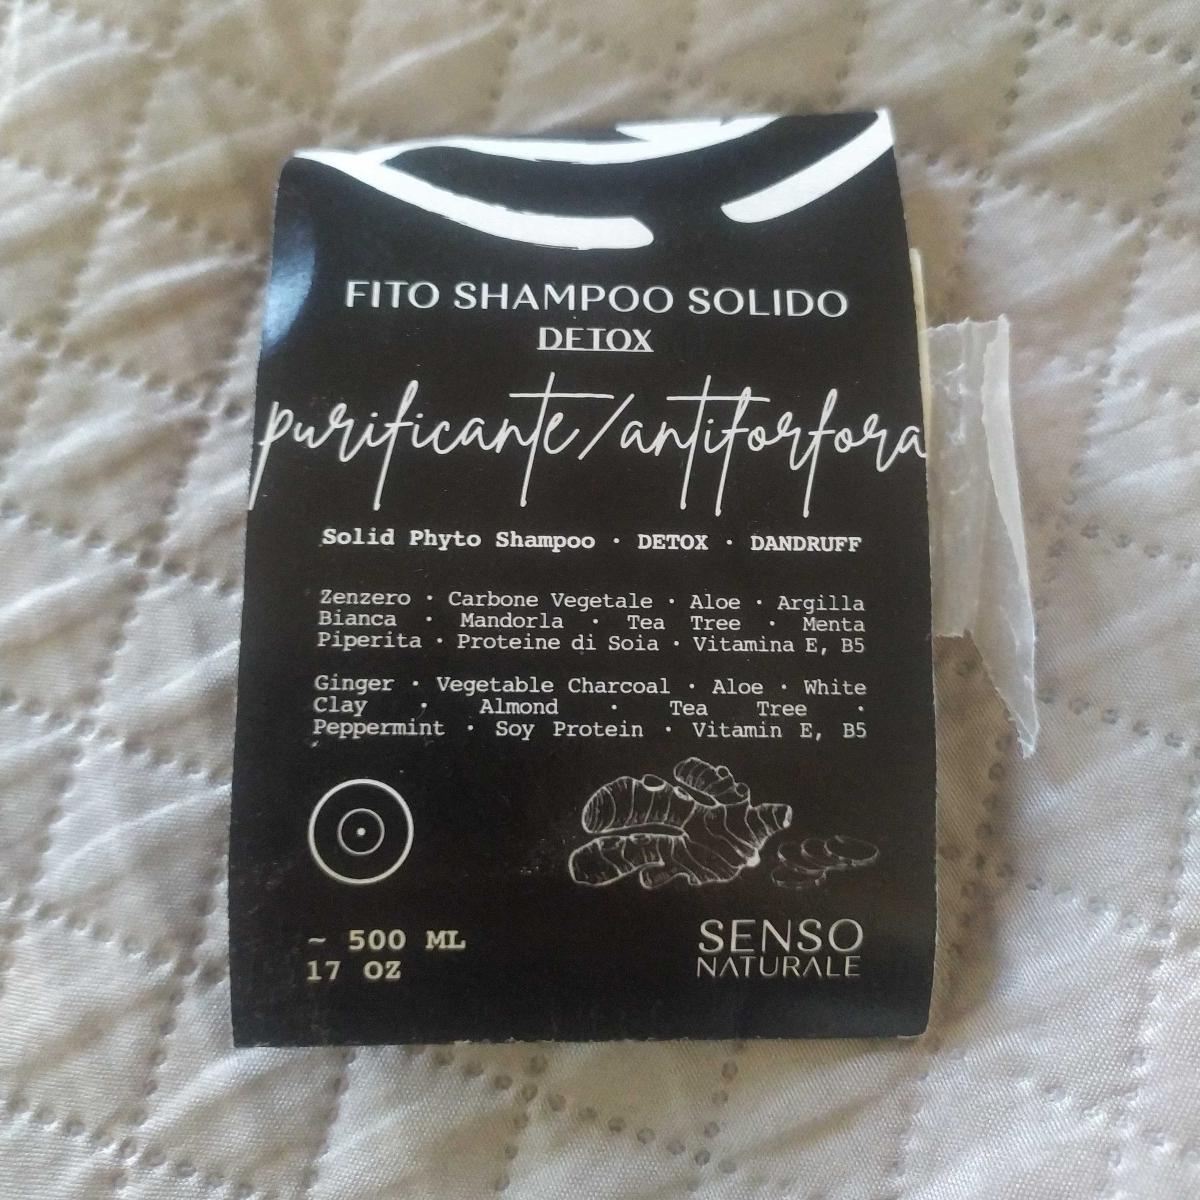 FITO SHAMPOO SOLIDO
DETOX
purificante/antiforfora
Solid Phyto Shampoo · DETOX · DANDRUFF
Zenzero · Carbone Vegetale · Aloe · Argilla
Bianca · Mandorla · Tea Tree · Menta
Piperita · Proteine di Soia · Vitamina E, B5
Ginger · Vegetable Charcoal · Aloe · White
Clay · Almond · Tea Tree ·
Peppermint · Soy Protein · Vitamin E, B5
~ 500 ML
17 OZ
SENSO
NATURALE